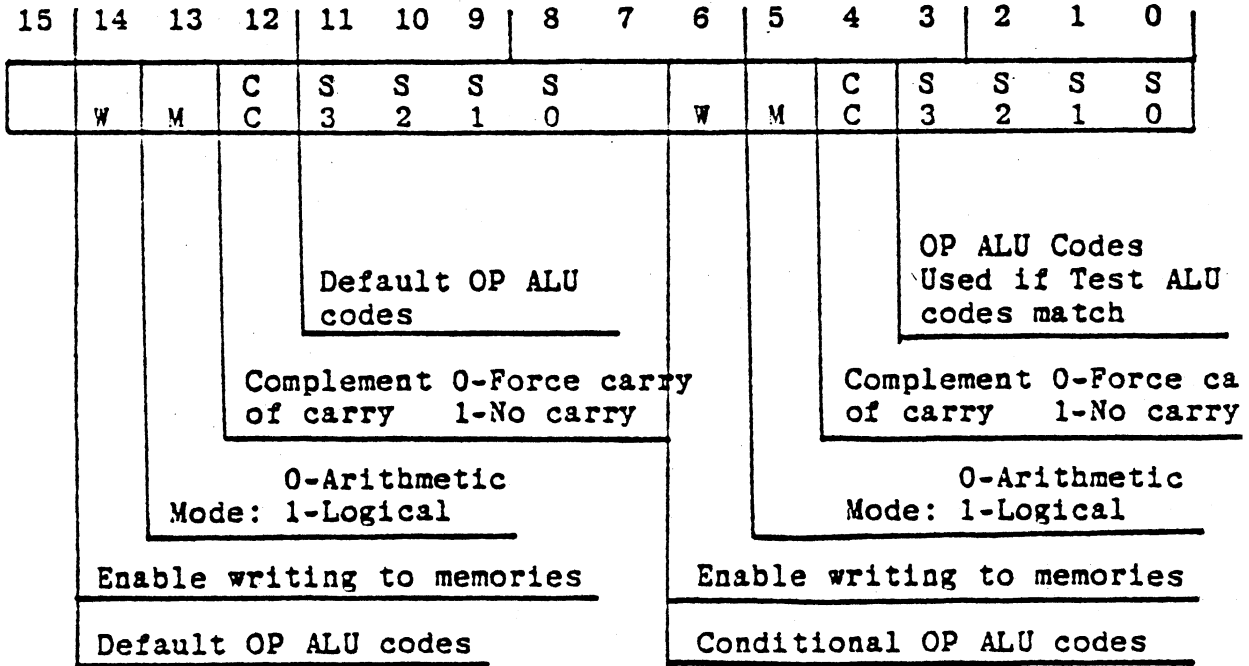 15 14 13 12 11 10 9 8 7 6 5 4 3 2 1 0
C S S S S C S S S S
W M C 3 2 1 0 W M C 3 2 1 0
OP ALU Codes
Default OP ALU Used if Test ALU
codes codes match
Complement 0-Force carry Complement 0-Force ca
of carry 1-No carry of carry 1-No carry
0-Arithmetic 0-Arithmetic
Mode: 1-Logical Mode: 1-Logical
Enable writing to memories Enable writing to memories
Default OP ALU codes Conditional OP ALU codes